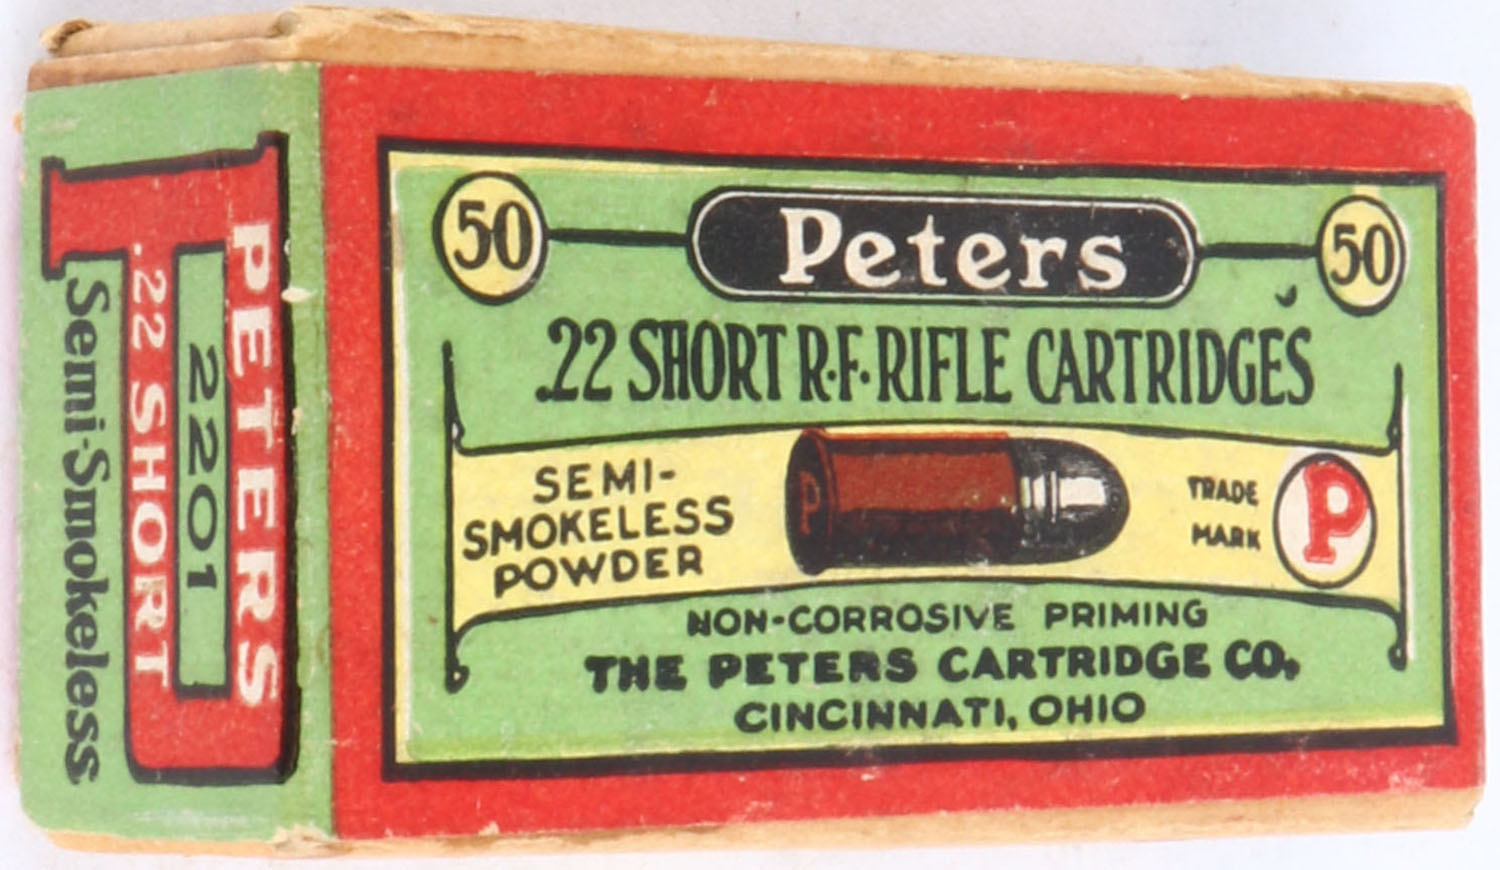 50 Peters 50
.22 SHORT R.F. RIFLE CARTRIDGES
SEMI-
SMOKELESS
POWDER
P
TRADE
MARK
P
NON-CORROSIVE PRIMING
THE PETERS CARTRIDGE CO.
CINCINNATI, OHIO
PETERS
2201
.22 SHORT
Semi-Smokeless